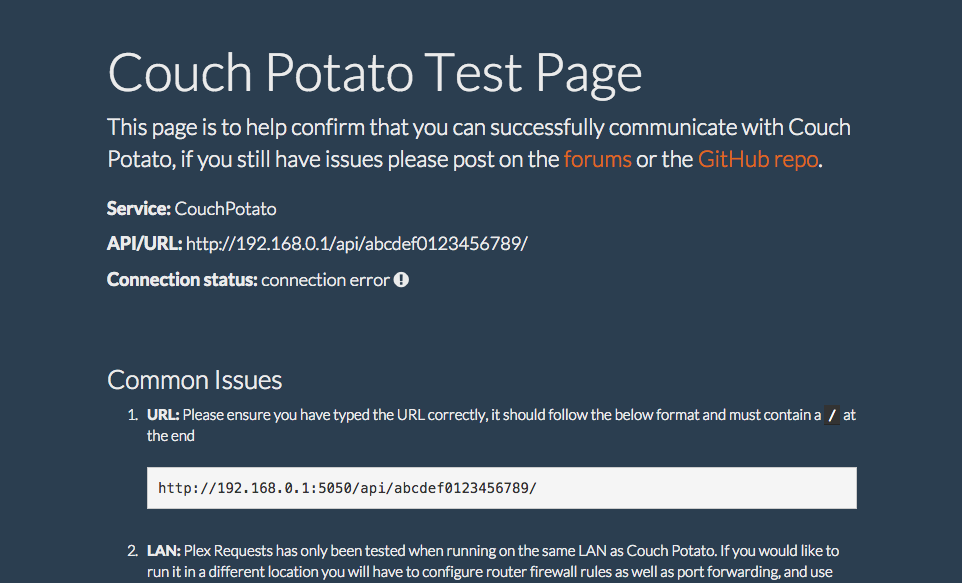 Couch Potato Test Page
This page is to help confirm that you can successfully communicate with Couch
Potato, if you still have issues please post on the forums or the GitHub repo.
Service: CouchPotato
API/URL: http://192.168.0.1/api/abcdef0123456789/
Connection status: connection error
Common Issues
1. URL: Please ensure you have typed the URL correctly, it should follow the below format and must contain a / at
the end
http://192.168.0.1:5050/api/abcdef0123456789/
2. LAN: Plex Requests has only been tested when running on the same LAN as Couch Potato. If you would like to
run it in a different location you will have to configure router firewall rules as well as port forwarding, and use